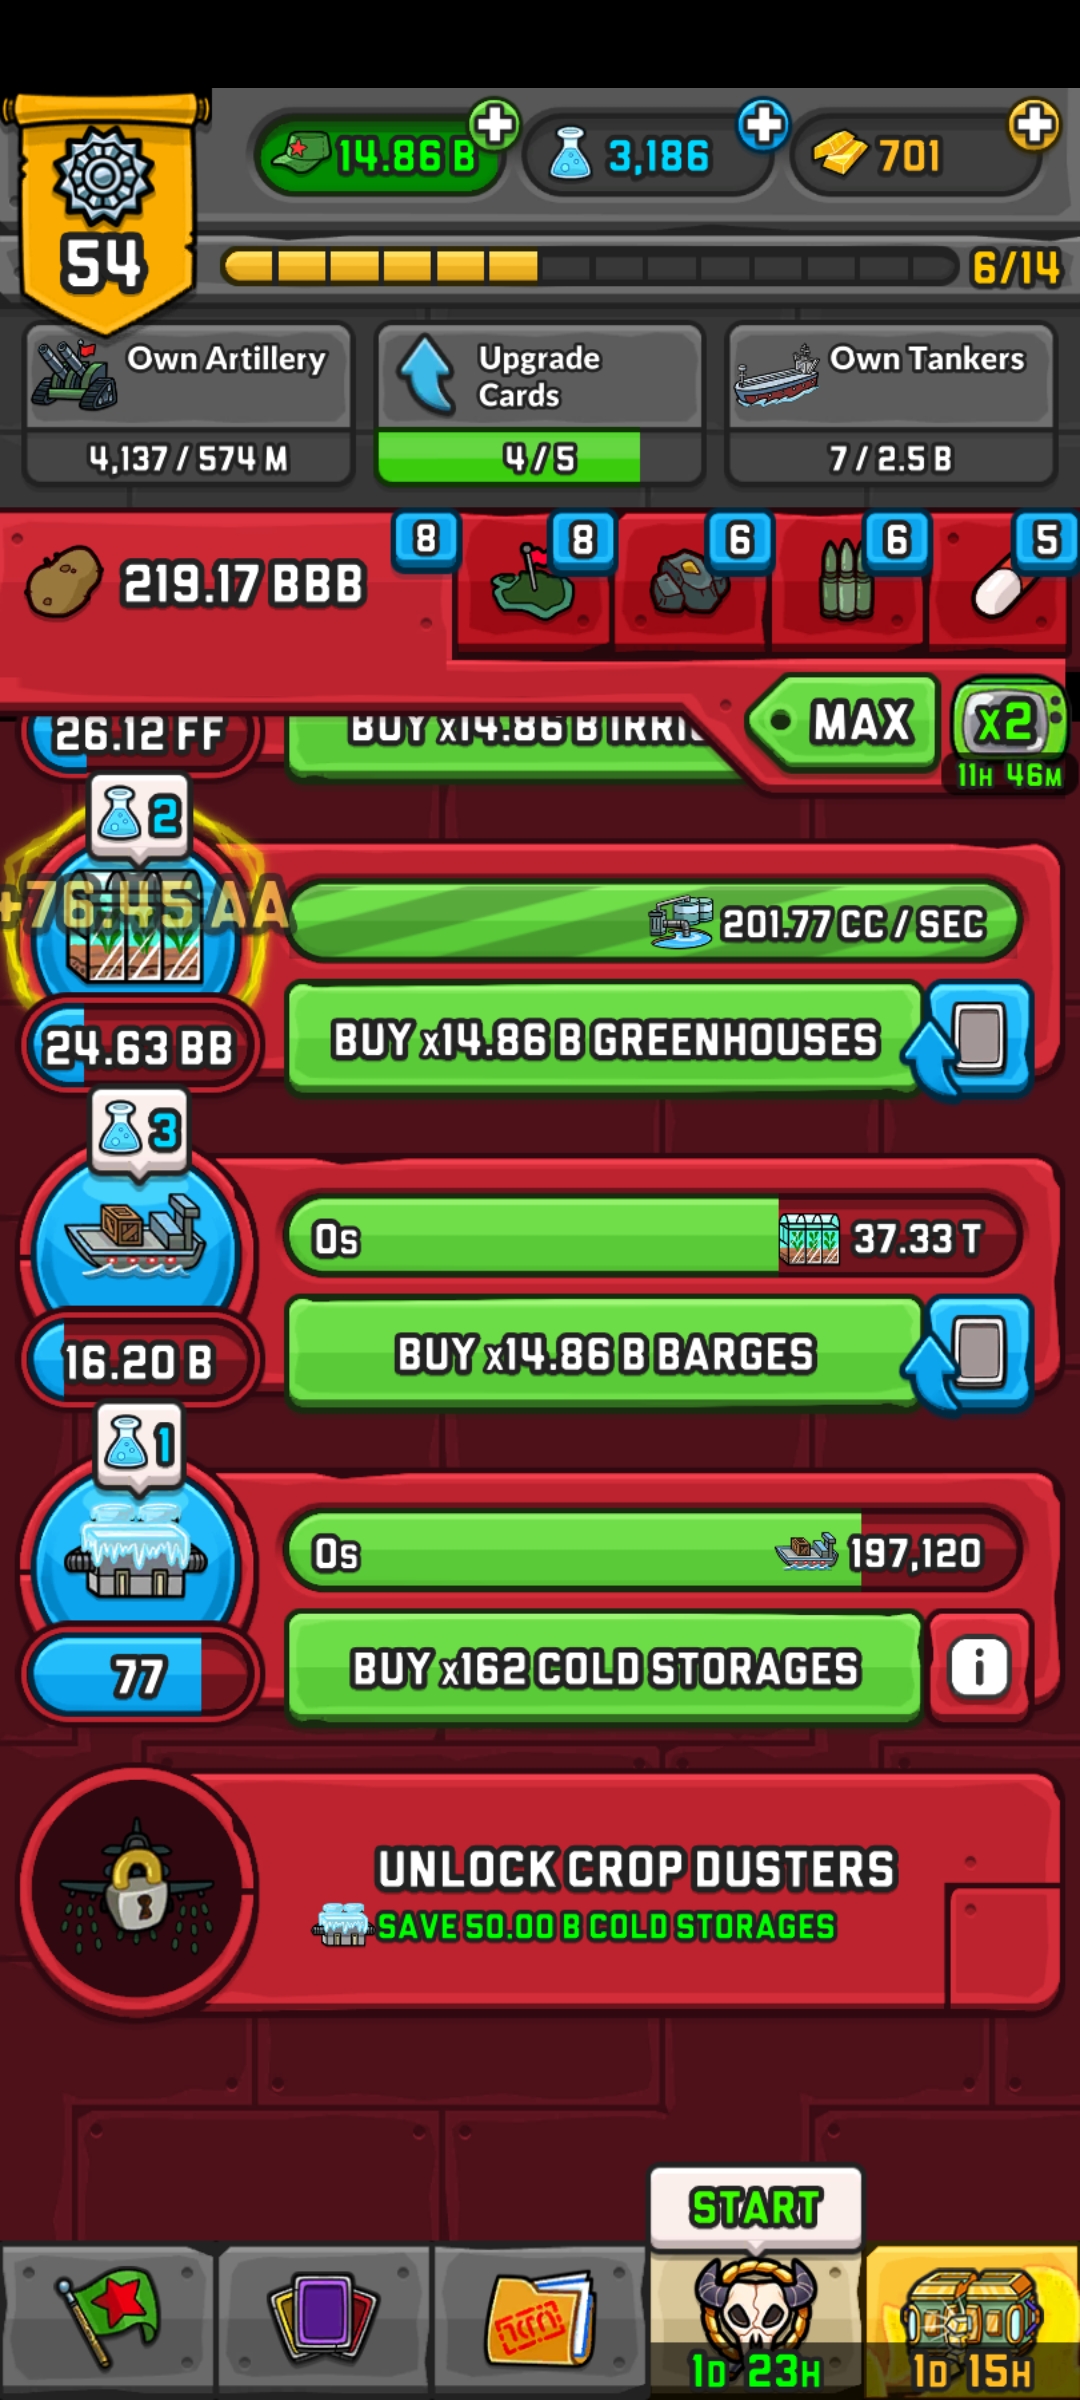 14.86 B
3,186
701
54
6/14
Own Artillery
4,137 / 574 M
Upgrade
Cards
4 / 5
Own Tankers
7 / 2.5 B
219.17 BBB
8
8
6
6
5
MAX
x2
11H 46M
26.12 FF
BUY x14.86 B
2
+76.45 AA
201.77 CC / SEC
24.63 BB
BUY x14.86 B GREENHOUSES
3
0s
37.33 T
16.20 B
BUY x14.86 B BARGES
1
0s
197,120
77
BUY x162 COLD STORAGES
i
UNLOCK CROP DUSTERS
SAVE 50.00 B COLD STORAGES
START
1D 23H
1D 15H